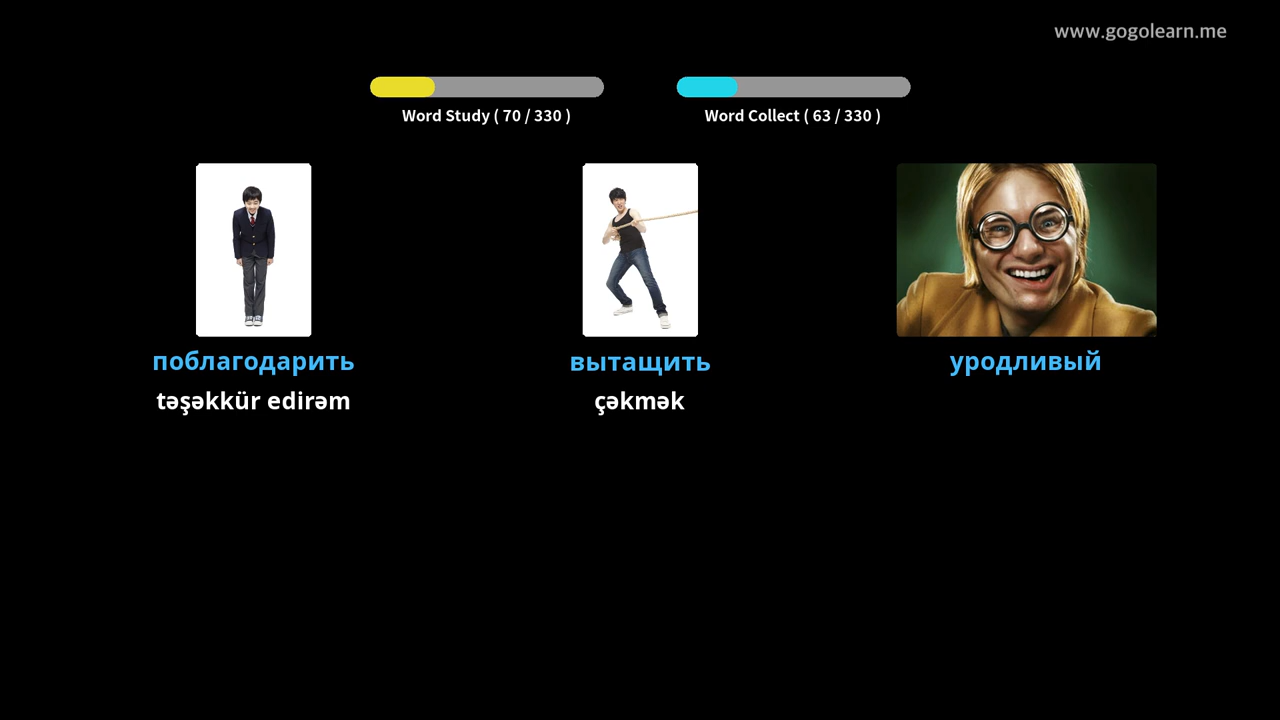 www.gogolearn.me
Word Study ( 70 / 330 )
Word Collect ( 63 / 330 )
поблагодарить
вытащить
уродливый
təşəkkür edirəm
çəkmək